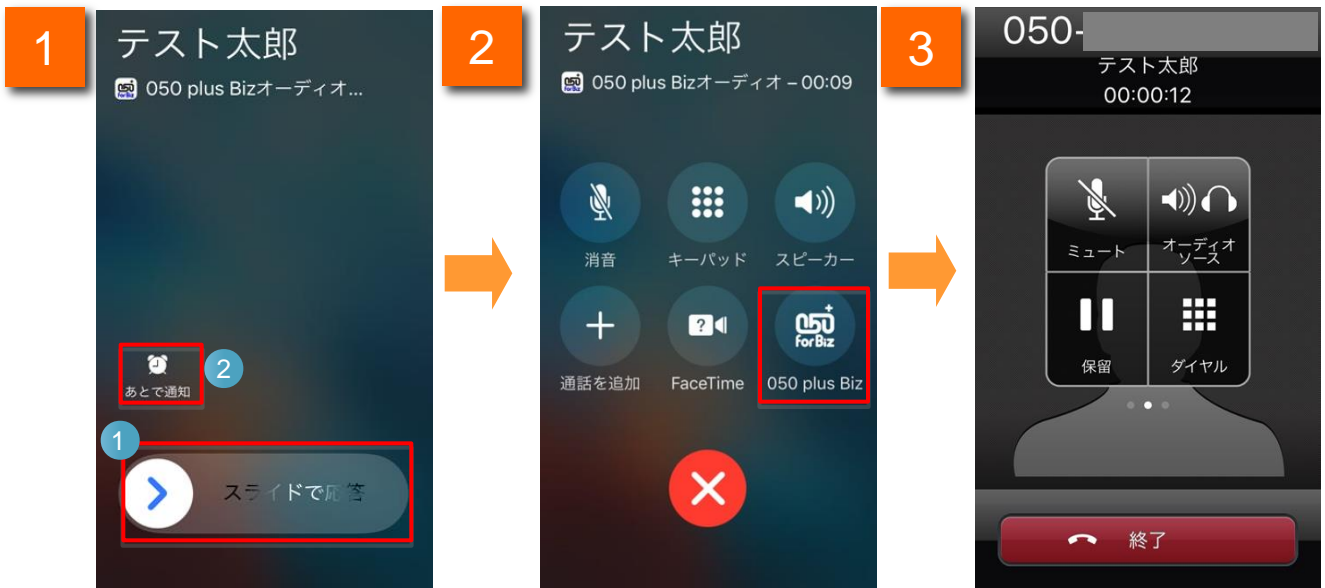 1
テスト太郎
050 plus Bizオーディオ...
2
あとで通知
1
スライドで応答
2
テスト太郎
050 plus Bizオーディオ – 00:09
消音
キーパッド
スピーカー
050
forBiz
通話を追加
FaceTime
050 plus Biz
3
050-
テスト太郎
00:00:12
ミュート
オーディオ
ソース
保留
ダイヤル
終了